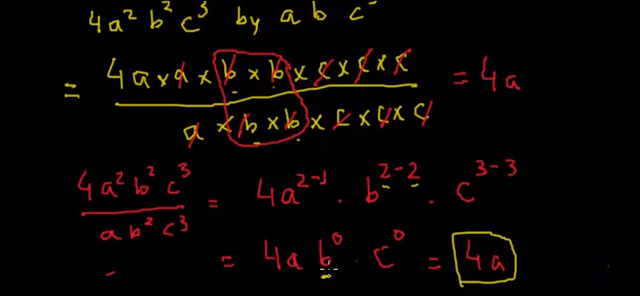 4a² b² c³ by a b c
= 4a × a × b × b × c × c × c / a × b × b × c × c × c = 4a
4a² b² c³ / a b² c³ = 4a²⁻¹ · b²⁻² · c³⁻³
= 4a b⁰ · c⁰ = 4a